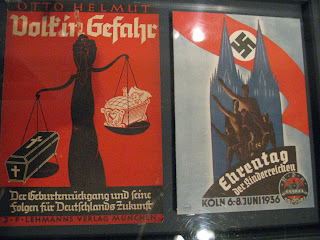 OTTO HELMUT
Volk in Gefahr
Der Geburtenrückgang und seine
Folgen für Deutschlands Zukunft
J·F·LEHMANNS VERLAG MÜNCHEN
Ehrentag
der Kinderreichen
KÖLN 6-8. JUNI 1936